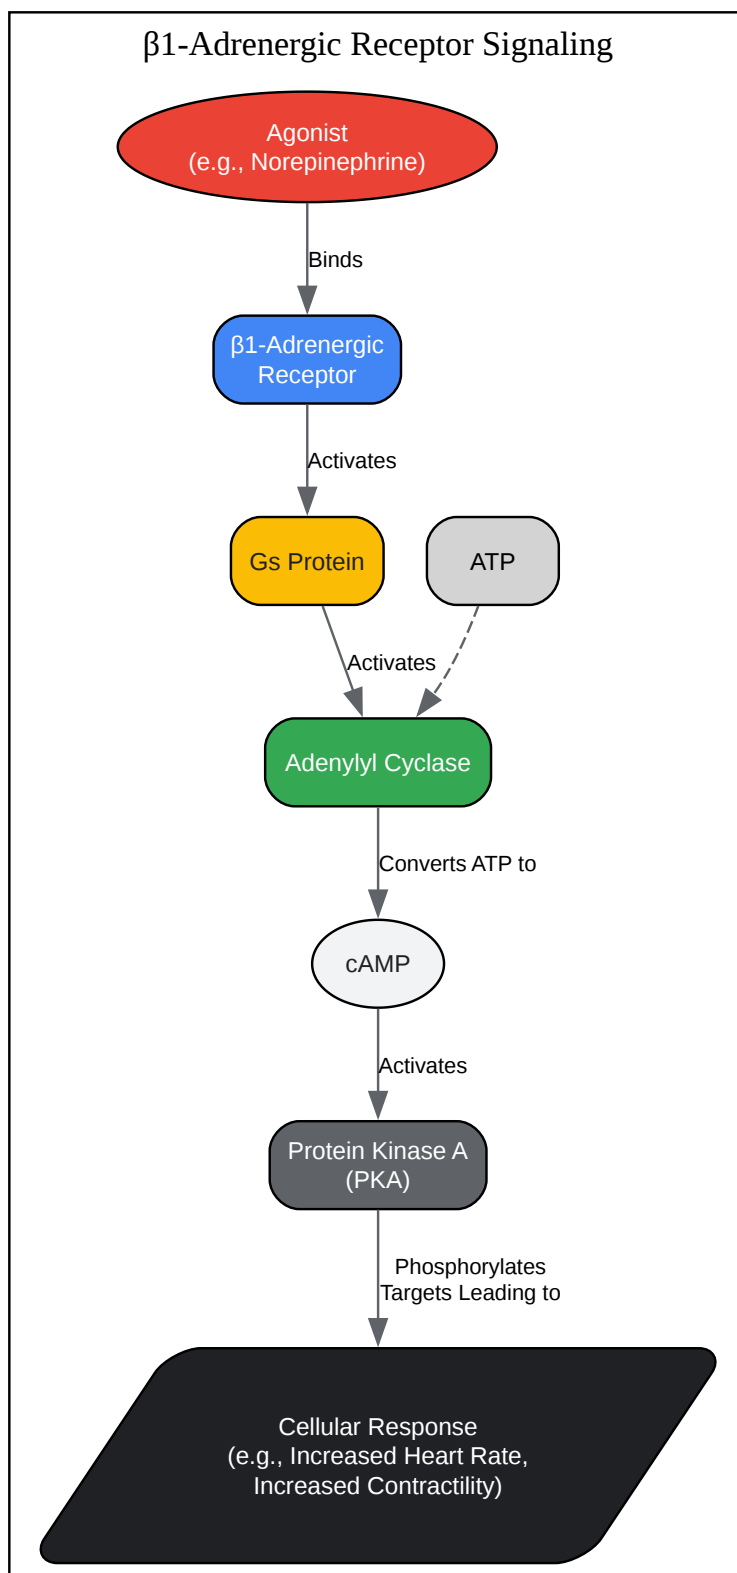 β1-Adrenergic Receptor Signaling
Agonist
(e.g., Norepinephrine)
Binds
β1-Adrenergic
Receptor
Activates
Gs Protein
ATP
Activates
Adenylyl Cyclase
Converts ATP to
cAMP
Activates
Protein Kinase A
(PKA)
Phosphorylates
Targets Leading to
Cellular Response
(e.g., Increased Heart Rate,
Increased Contractility)